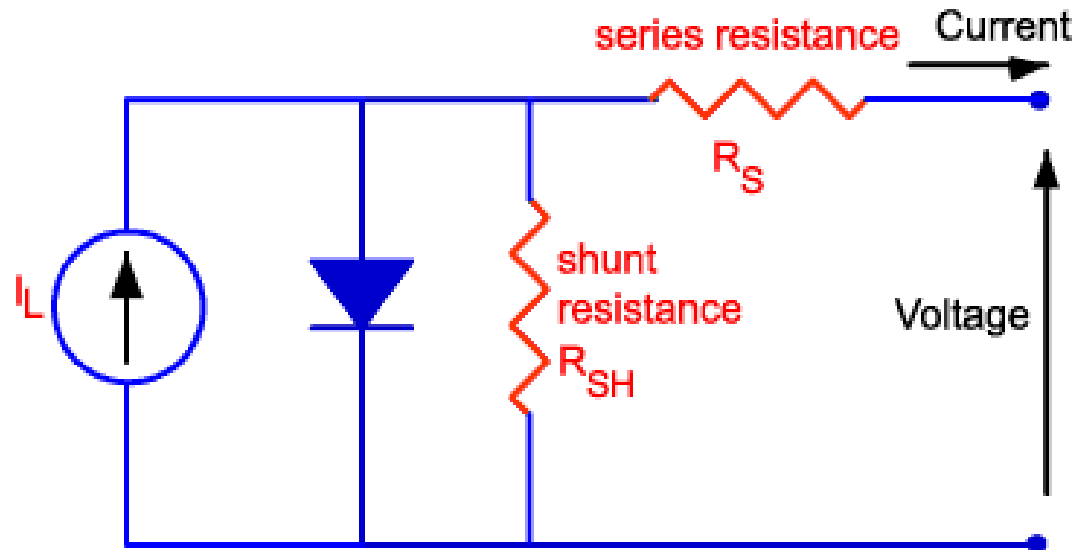 series resistance
Current
R_S
I_L
shunt
resistance
R_SH
Voltage